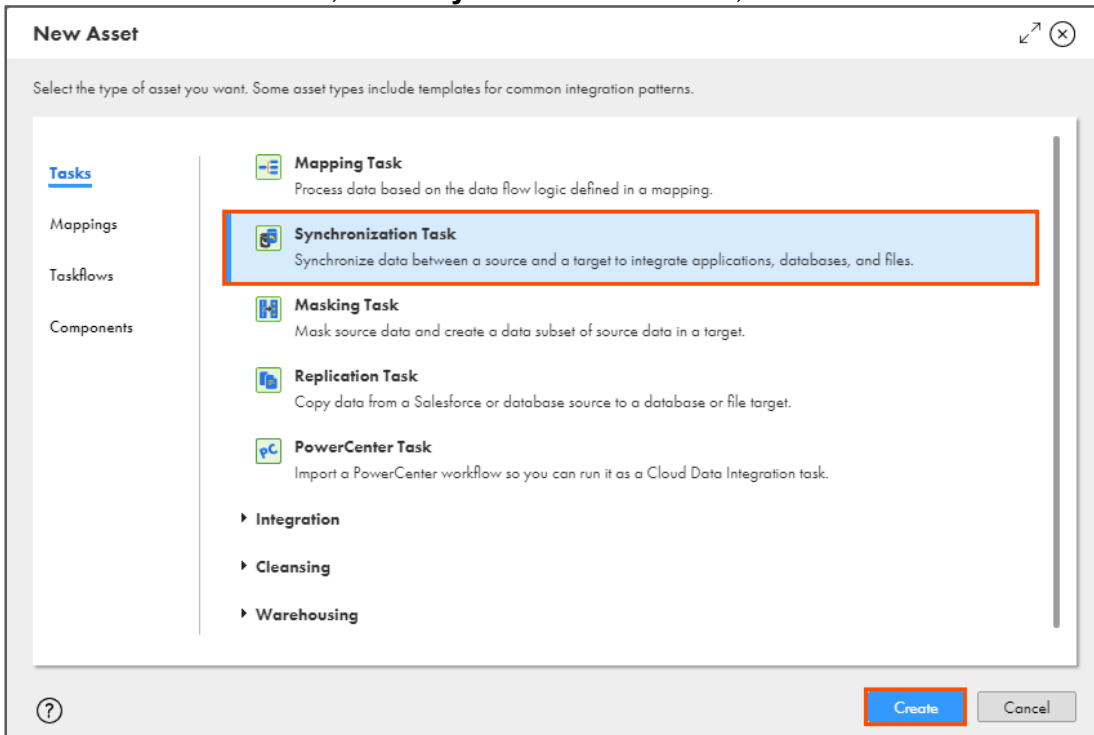 New Asset
Select the type of asset you want. Some asset types include templates for common integration patterns.
Tasks
Mappings
Taskflows
Components
Mapping Task
Process data based on the data flow logic defined in a mapping.
Synchronization Task
Synchronize data between a source and a target to integrate applications, databases, and files.
Masking Task
Mask source data and create a data subset of source data in a target.
Replication Task
Copy data from a Salesforce or database source to a database or file target.
PowerCenter Task
Import a PowerCenter workflow so you can run it as a Cloud Data Integration task.
Integration
Cleansing
Warehousing
Create
Cancel